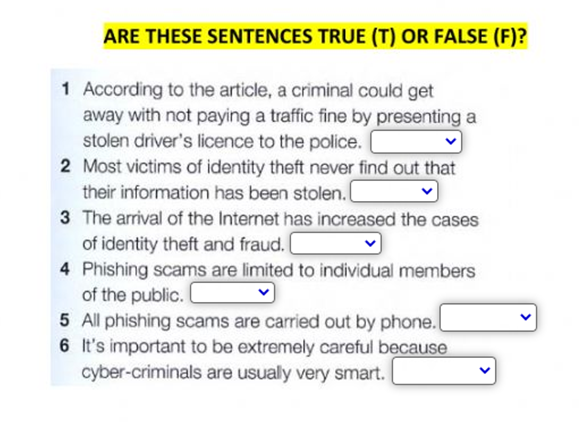 ARE THESE SENTENCES TRUE (T) OR FALSE (F)?
1 According to the article, a criminal could get
away with not paying a traffic fine by presenting a
stolen driver's licence to the police.
2 Most victims of identity theft never find out that
their information has been stolen.
3 The arrival of the Internet has increased the cases
of identity theft and fraud.
4 Phishing scams are limited to individual members
of the public.
5 All phishing scams are carried out by phone.
6 It's important to be extremely careful because
cyber-criminals are usually very smart.